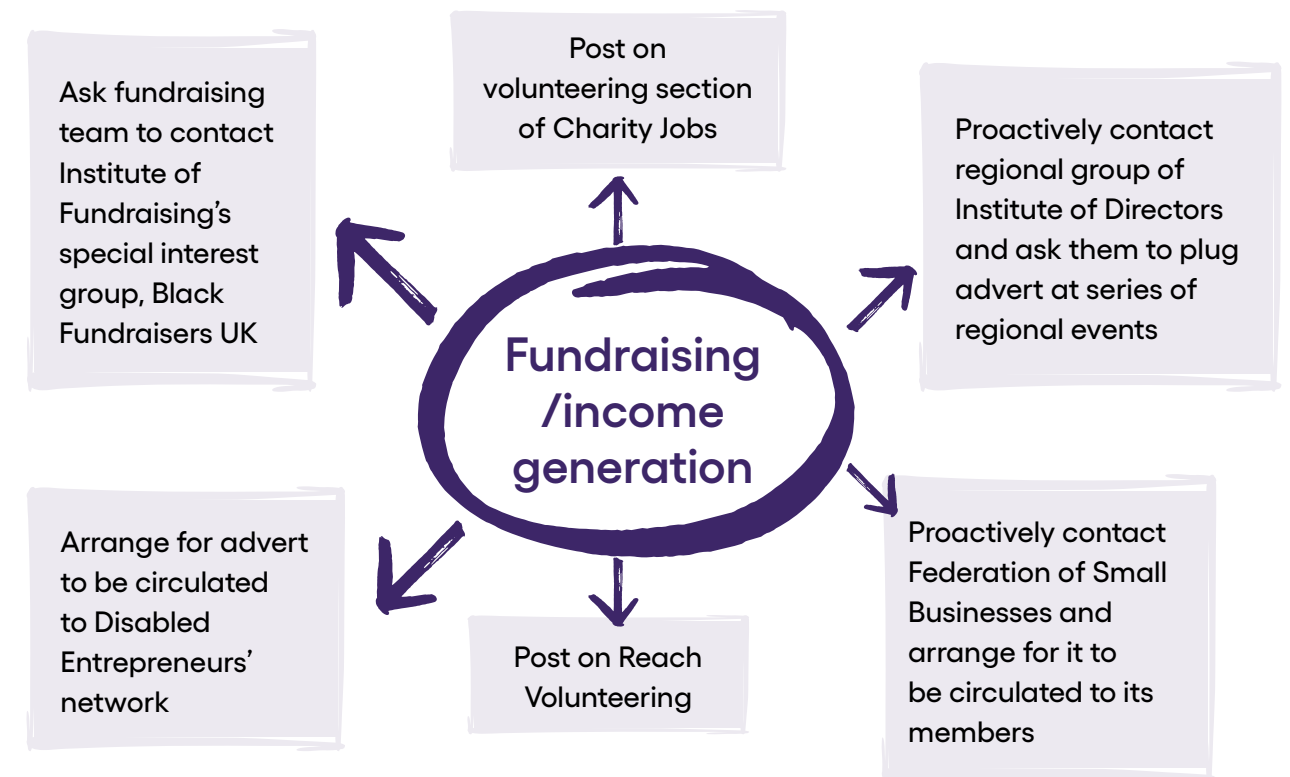 Ask fundraising
team to contact
Institute of
Fundraising’s
special interest
group, Black
Fundraisers UK
Post on
volunteering section
of Charity Jobs
Proactively contact
regional group of
Institute of Directors
and ask them to plug
advert at series of
regional events
Fundraising
/income
generation
Arrange for advert
to be circulated
to Disabled
Entrepreneurs’
network
Post on Reach
Volunteering
Proactively contact
Federation of Small
Businesses and
arrange for it to
be circulated to its
members